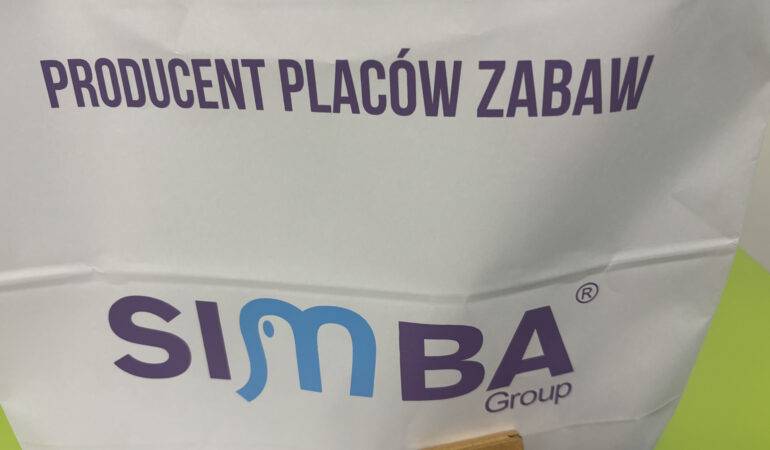 PRODUCENT PLACÓW ZABAW
SIMBA ®
Group